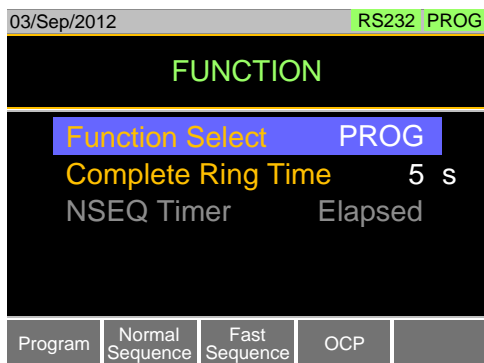 03/Sep/2012 RS232 PROG
FUNCTION
Function Select PROG
Complete Ring Time 5 s
NSEQ Timer Elapsed
Program Normal Sequence Fast Sequence OCP